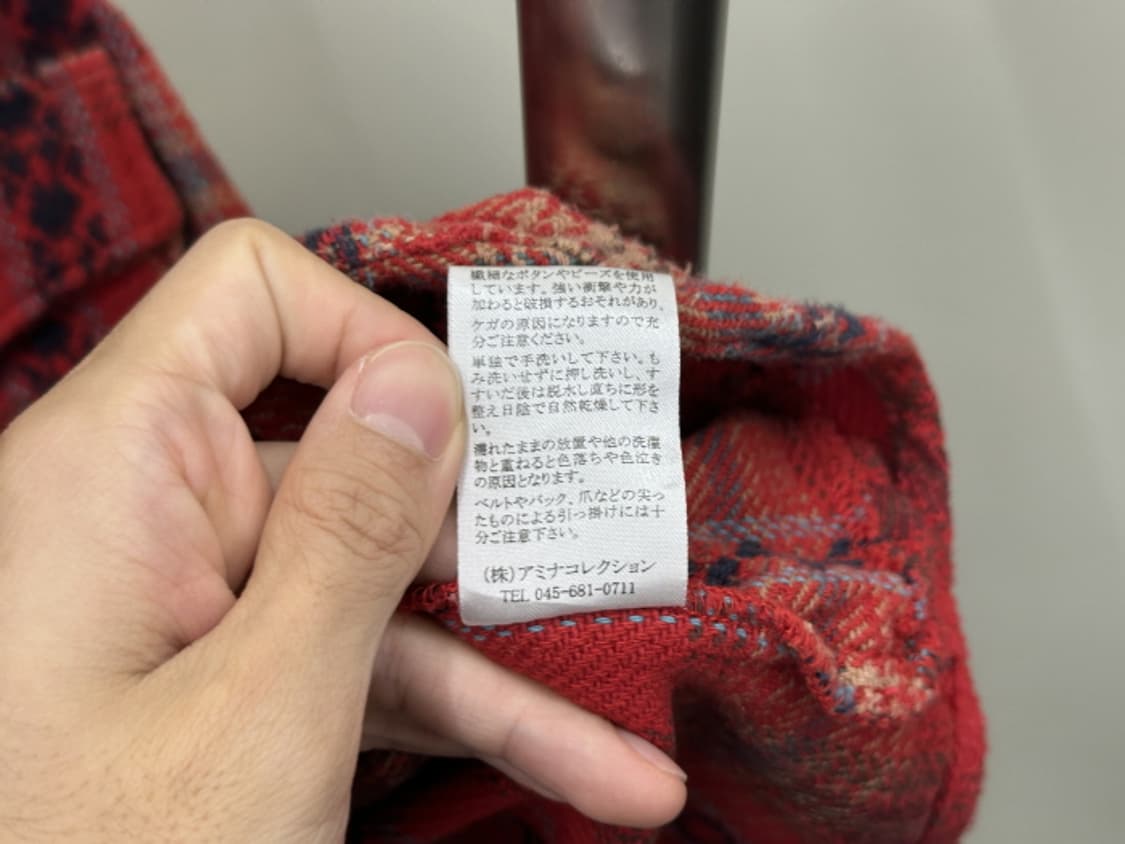 繊細なボタンやビーズを使用
しています。強い衝撃や力が
加わると破損するおそれがあり、
ケガの原因になりますので充
分ご注意ください。
単独で手洗いして下さい。も
み洗いせずに押し洗いし、す
すいだ後は脱水し直ちに形を
整え日陰で自然乾燥して下さ
い。
濡れたままの放置や他の洗濯
物と重ねると色落ちや色泣き
の原因となります。
ベルトやバック、爪などの尖っ
たものによる引っ掛けには十
分ご注意下さい。
(株)アミナコレクション
TEL 045-681-0711